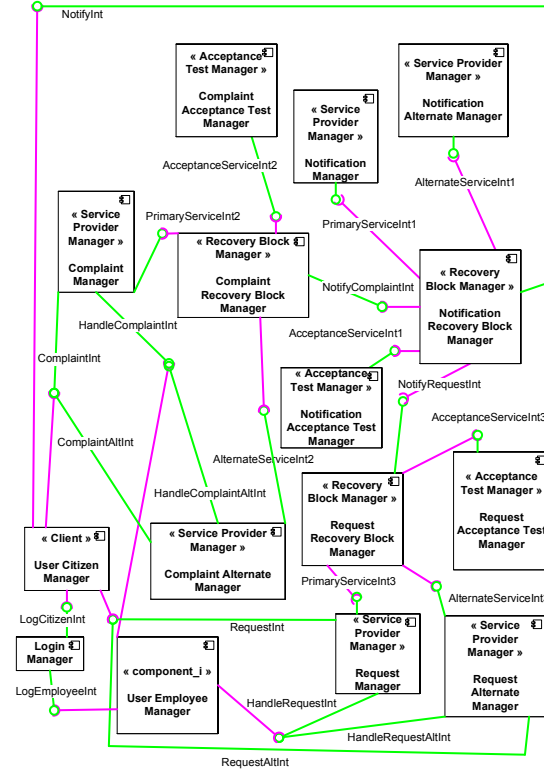 NotifyInt
« Acceptance
Test Manager »
Complaint
Acceptance Test
Manager
« Service Provider
Manager »
Notification
Alternate Manager
« Service
Provider
Manager »
Notification
Manager
AcceptanceServiceInt2
AlternateServiceInt1
« Service
Provider
Manager »
Complaint
Manager
PrimaryServiceInt2
PrimaryServiceInt1
« Recovery Block
Manager »
Complaint
Recovery Block
Manager
« Recovery
Block Manager »
Notification
Recovery Block
Manager
NotifyComplaintInt
HandleComplaintInt
AcceptanceServiceInt1
ComplaintInt
« Acceptance
Test Manager »
Notification
Acceptance Test
Manager
NotifyRequestInt
AcceptanceServiceInt3
ComplaintAltInt
AlternateServiceInt2
HandleComplaintAltInt
« Recovery
Block Manager »
Request
Recovery Block
Manager
« Acceptance
Test Manager »
Request
Acceptance Test
Manager
« Client »
User Citizen
Manager
« Service Provider
Manager »
Complaint Alternate
Manager
PrimaryServiceInt3
AlternateServiceInt3
LogCitizenInt
RequestInt
Login
Manager
« component_i »
User Employee
Manager
« Service
Provider
Manager »
Request
Manager
« Service
Provider
Manager »
Request
Alternate
Manager
LogEmployeeInt
HandleRequestInt
HandleRequestAltInt
RequestAltInt